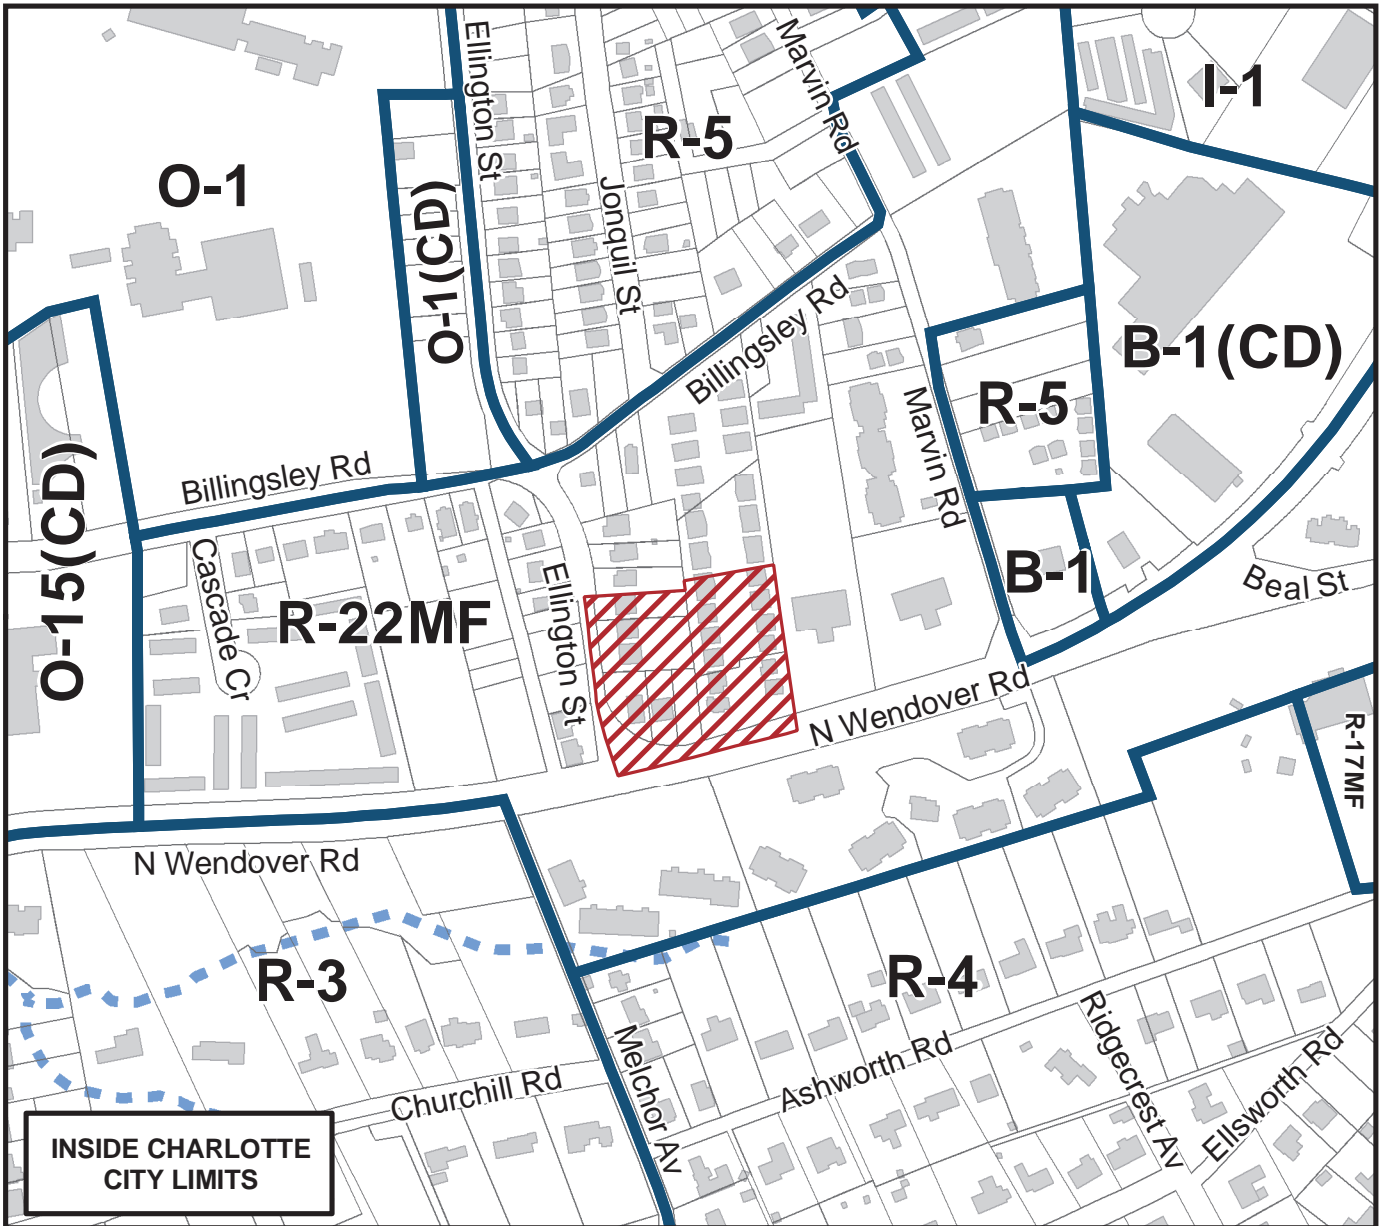 Ellington St
Marvin Rd
I-1
R-5
O-1
Jonquil St
O-1(CD)
Billingsley Rd
B-1(CD)
R-5
Marvin Rd
Billingsley Rd
O-15(CD)
Cascade Cr
R-22MF
Ellington St
B-1
Beal St
N Wendover Rd
R-17MF
N Wendover Rd
R-3
R-4
Melchor Av
Churchill Rd
Ashworth Rd
Ridgecrest Av
Ellsworth Rd
INSIDE CHARLOTTE
CITY LIMITS